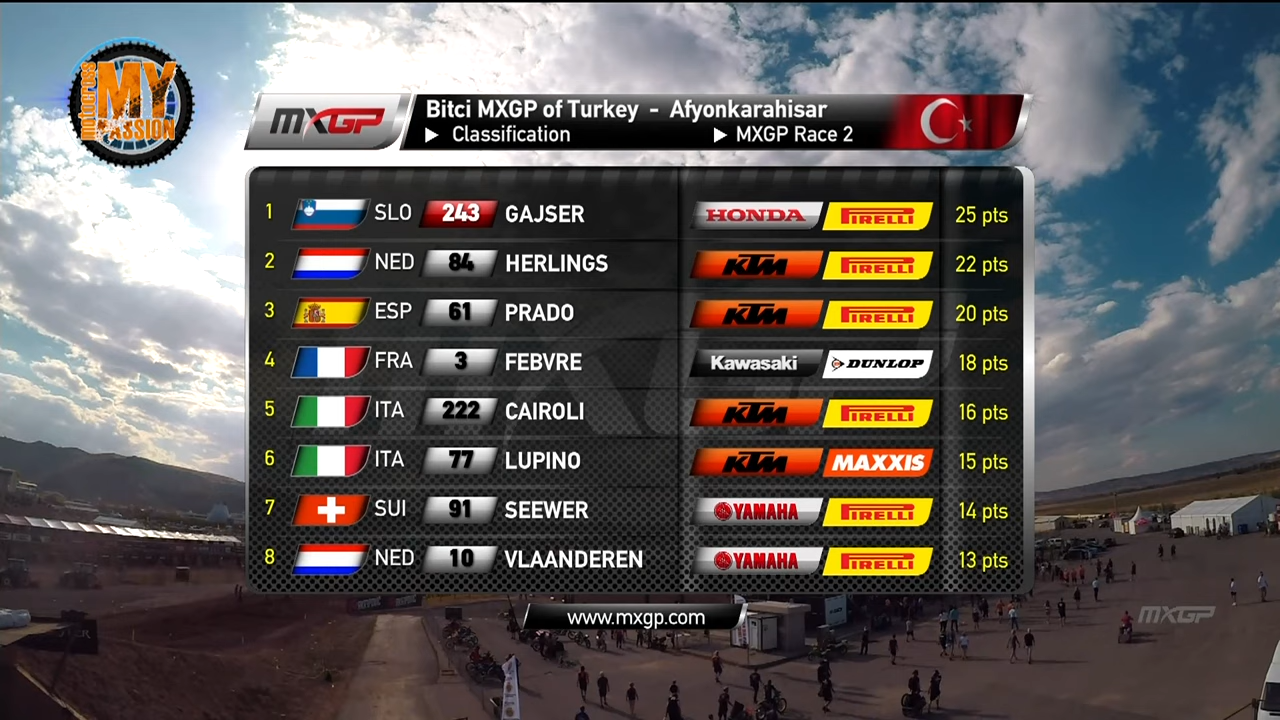 motocross
MY
PASSION
MXGP
Bitci MXGP of Turkey - Afyonkarahisar
Classification
MXGP Race 2
1 SLO 243 GAJSER HONDA PIRELLI 25 pts
2 NED 84 HERLINGS KTM PIRELLI 22 pts
3 ESP 61 PRADO KTM PIRELLI 20 pts
4 FRA 3 FEBVRE Kawasaki DUNLOP 18 pts
5 ITA 222 CAIROLI KTM PIRELLI 16 pts
6 ITA 77 LUPINO KTM MAXXIS 15 pts
7 SUI 91 SEEWER YAMAHA PIRELLI 14 pts
8 NED 10 VLAANDEREN YAMAHA PIRELLI 13 pts
www.mxgp.com
MXGP